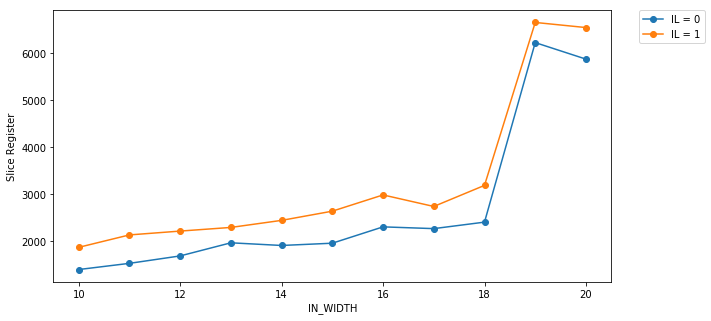 IL = 0
IL = 1
6000
5000
4000
3000
2000
Slice Register
10
12
14
16
18
20
IN_WIDTH